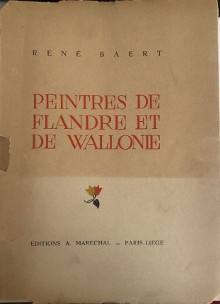 RENÉ BAERT
PEINTRES DE
FLANDRE ET
DE WALLONIE
EDITIONS A. MARECHAL — PARIS-LIEGE